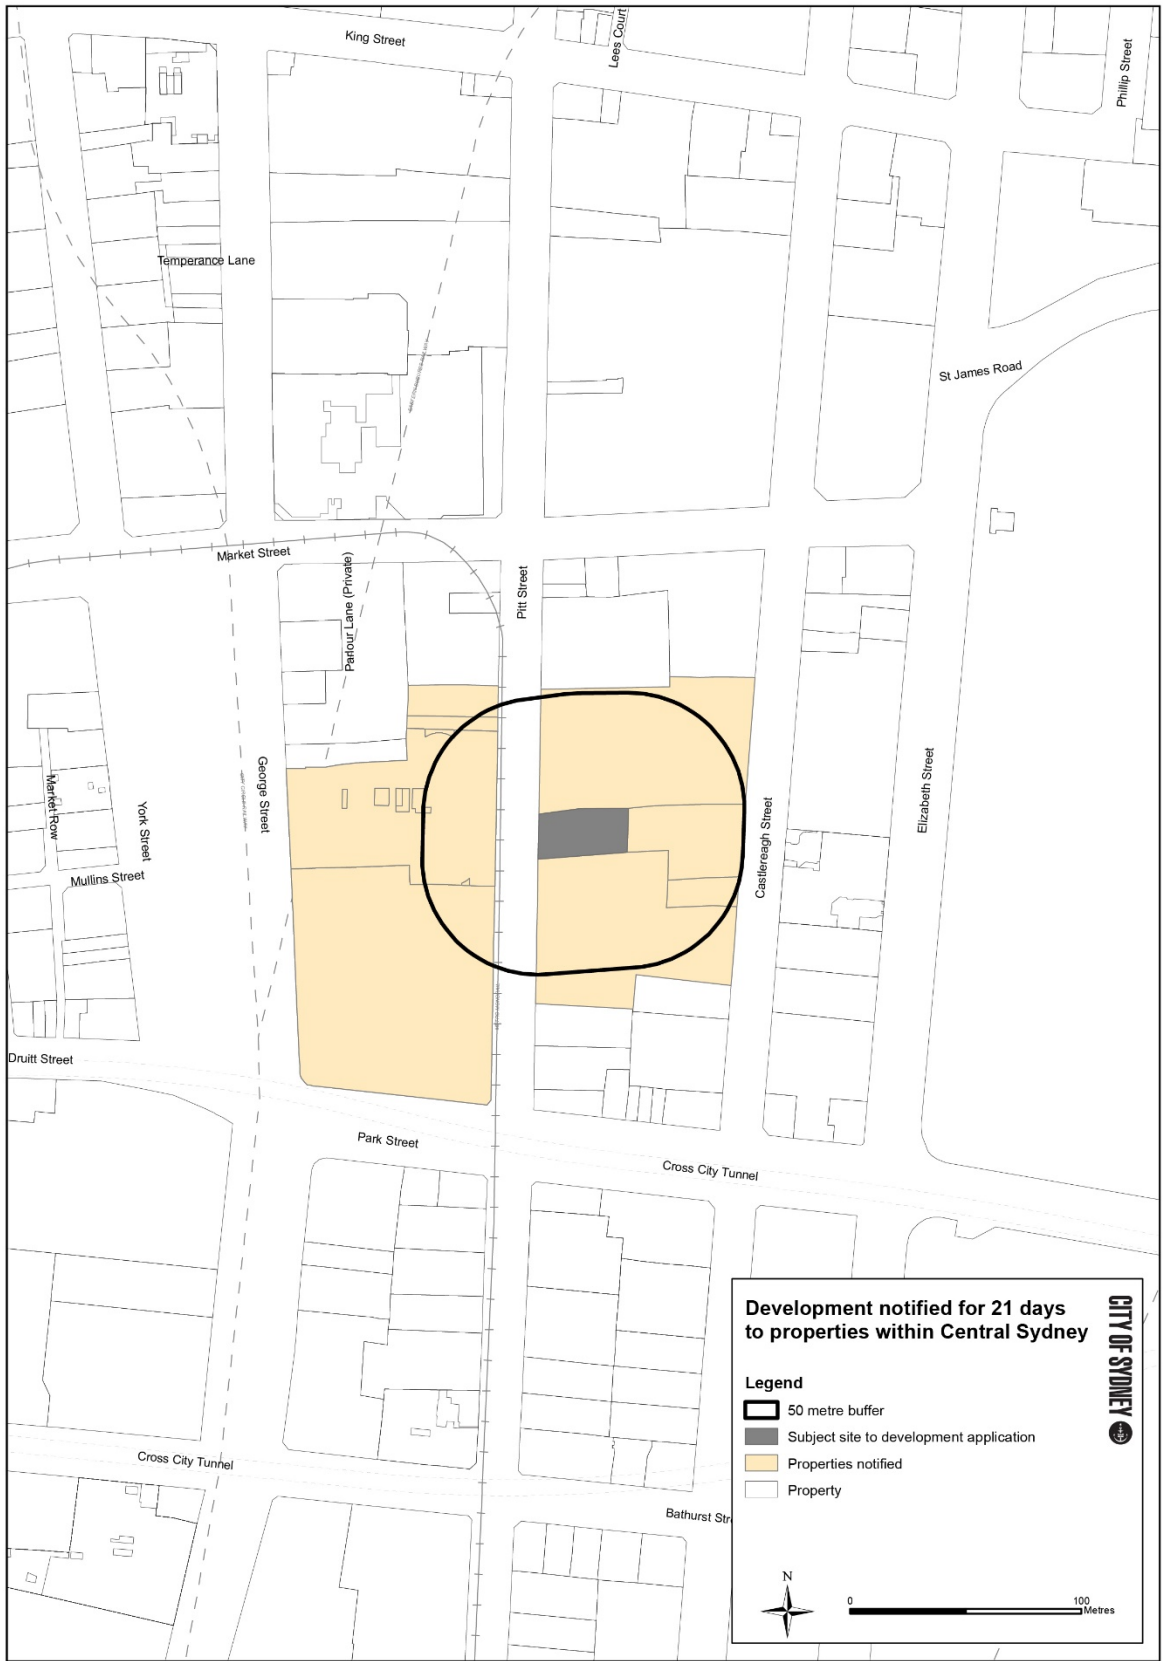 King Street
Lees Court
Phillip Street
Temperance Lane
St James Road
Market Street
Parlour Lane (Private)
Pitt Street
George Street
Market Row
York Street
Mullins Street
Castlereagh Street
Elizabeth Street
Druitt Street
Park Street
Cross City Tunnel
Cross City Tunnel
Bathurst Str
Development notified for 21 days
to properties within Central Sydney
CITY OF SYDNEY
Legend
50 metre buffer
Subject site to development application
Properties notified
Property
N
0
100
Metres